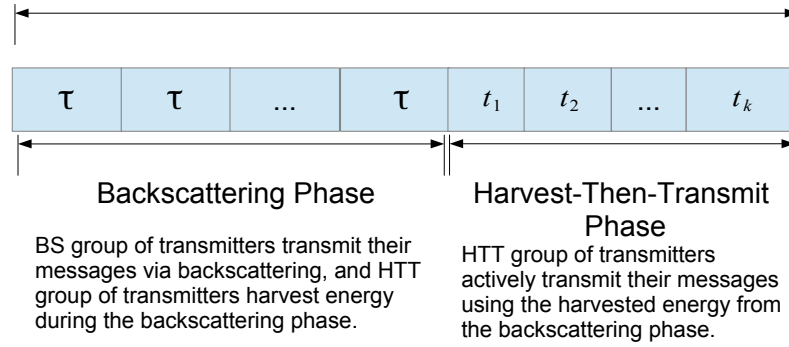 τ τ ... τ t₁ t₂ ... tₖ
Backscattering Phase
BS group of transmitters transmit their
messages via backscattering, and HTT
group of transmitters harvest energy
during the backscattering phase.
Harvest-Then-Transmit
Phase
HTT group of transmitters
actively transmit their messages
using the harvested energy from
the backscattering phase.